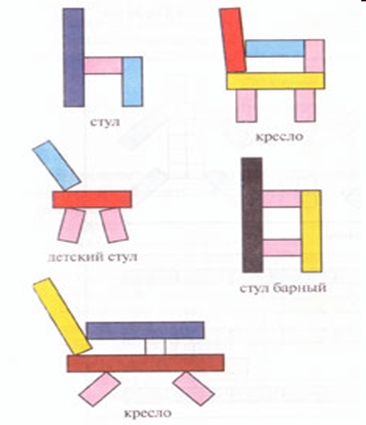 стул
кресло
детский стул
стул барный
кресло